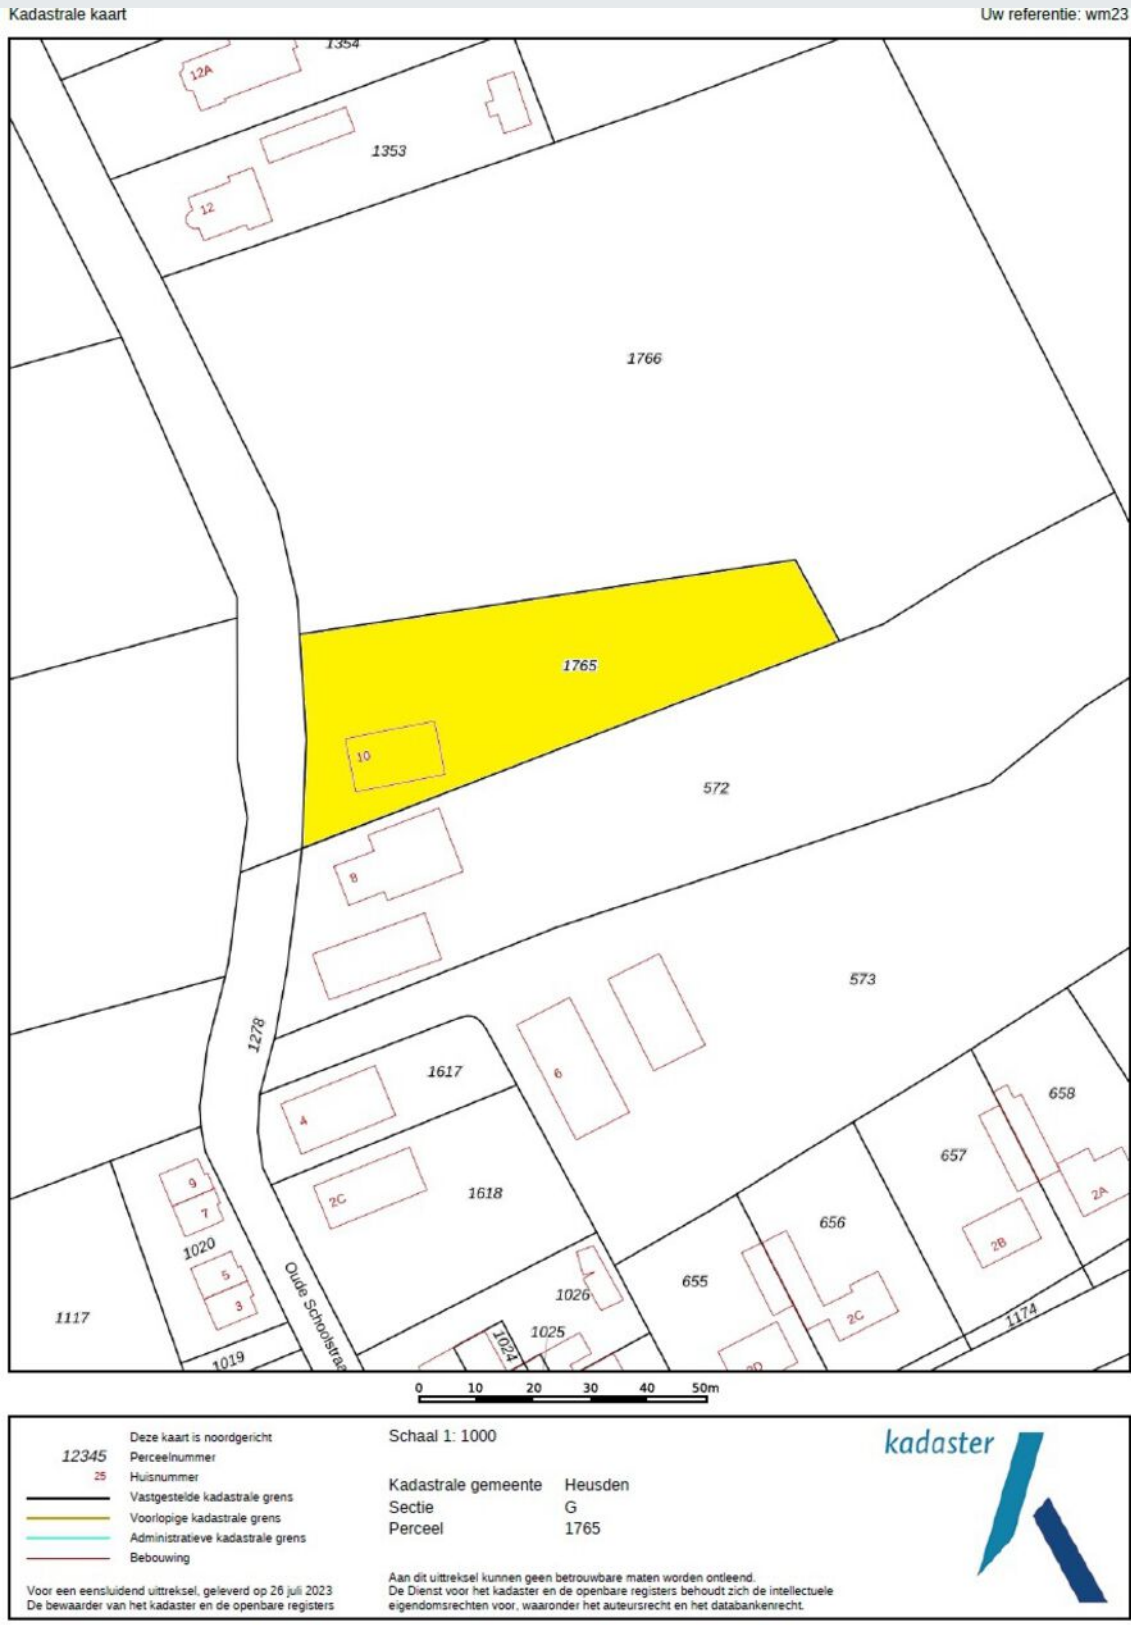 Kadastrale kaart
Uw referentie: wm23
1354
12A
1353
12
1766
1765
10
572
8
573
1278
1617
6
4
658
657
9
2C
1618
2A
7
656
2B
1020
5
655
1026
3
Oude Schoolstraa
2C
1117
1025
1174
1024
1019
2D
0 10 20 30 40 50m
Deze kaart is noordgericht
12345 Perceelnummer
25 Huisnummer
Vastgestelde kadastrale grens
Voorlopige kadastrale grens
Administratieve kadastrale grens
Bebouwing
Voor een eensluidend uittreksel, geleverd op 26 juli 2023
De bewaarder van het kadaster en de openbare registers
Schaal 1: 1000
Kadastrale gemeente Heusden
Sectie G
Perceel 1765
Aan dit uittreksel kunnen geen betrouwbare maten worden ontleend.
De Dienst voor het kadaster en de openbare registers behoudt zich de intellectuele
eigendomsrechten voor, waaronder het auteursrecht en het databankenrecht.
kadaster